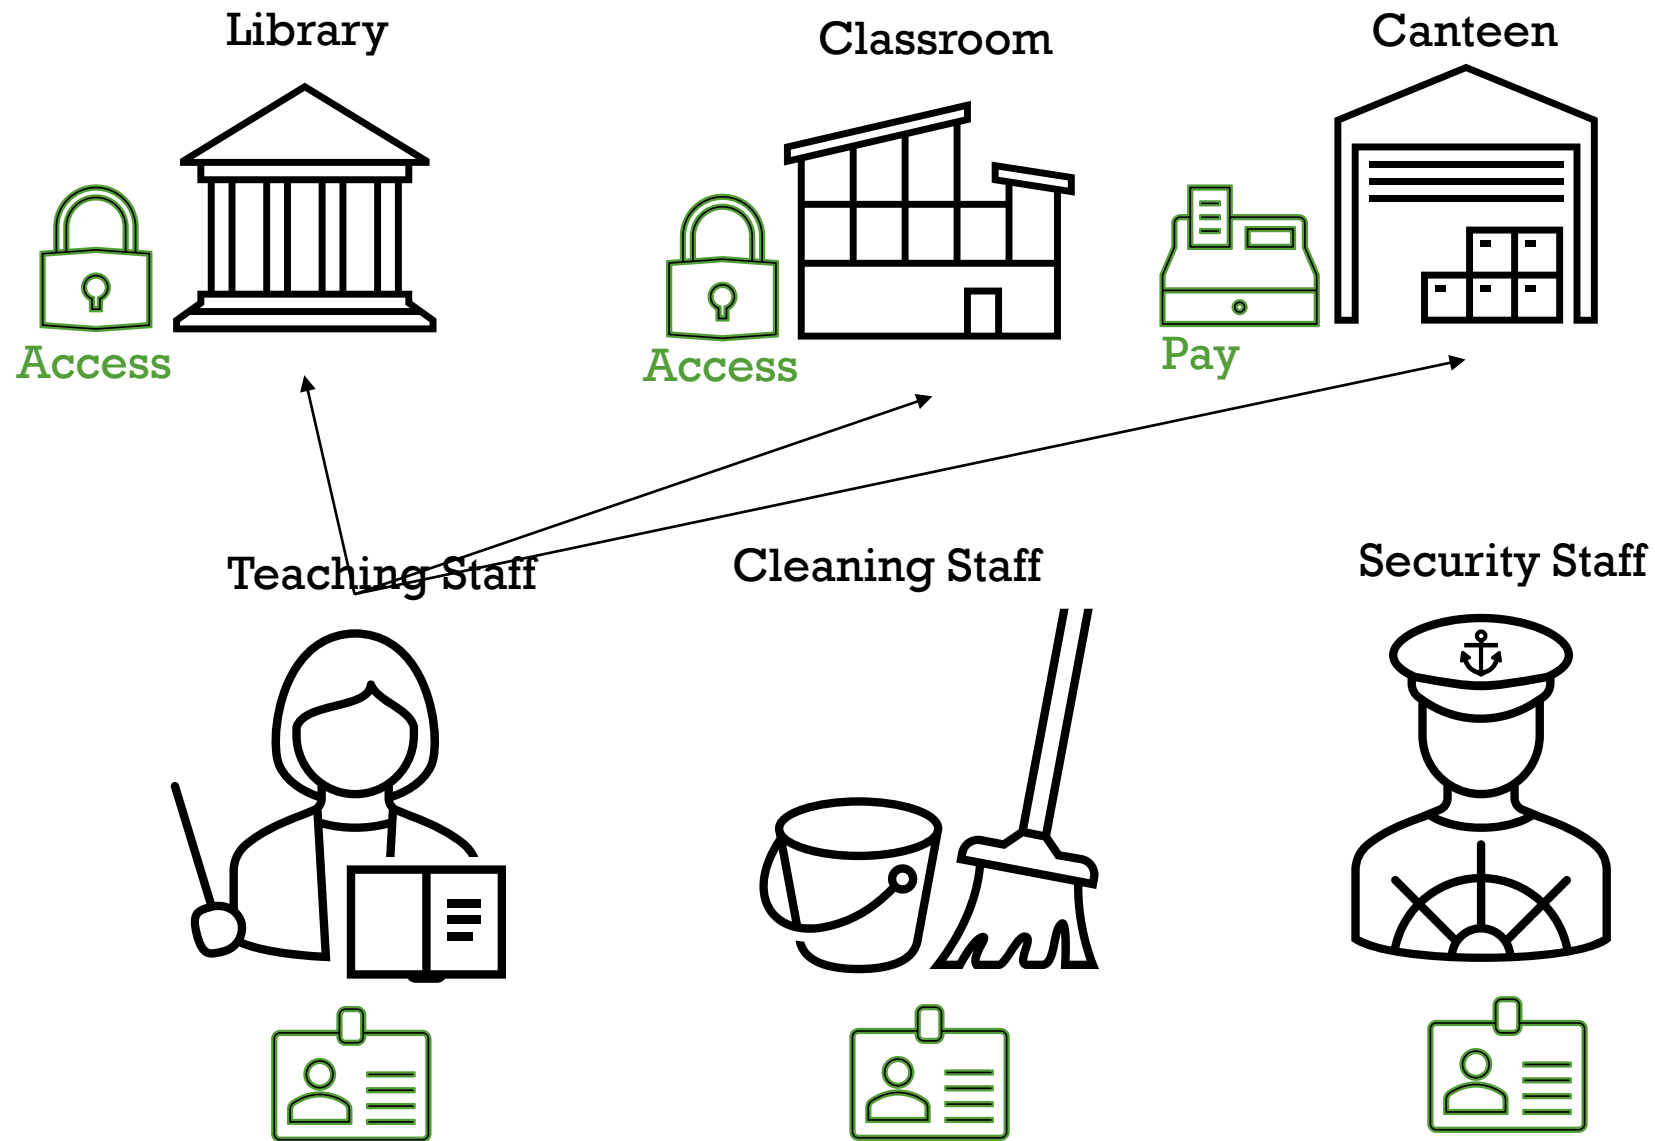 Library
Classroom
Canteen
Access
Access
Pay
Teaching Staff
Cleaning Staff
Security Staff